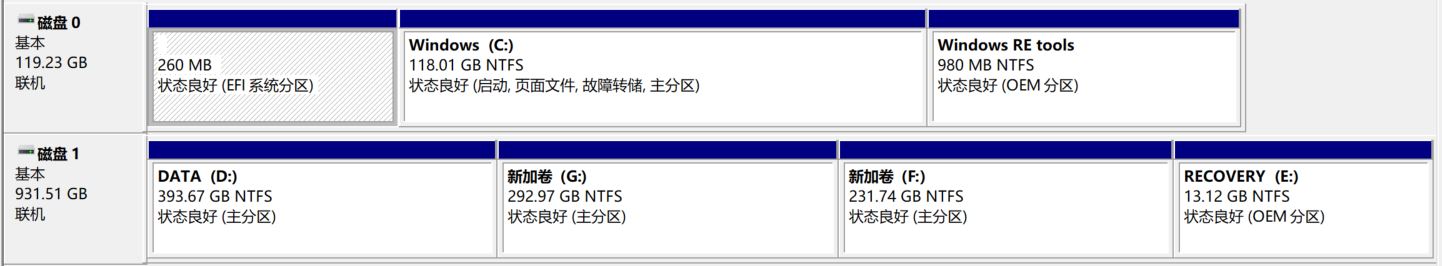 磁盘 0
基本
119.23 GB
联机
260 MB
状态良好 (EFI 系统分区)
Windows (C:)
118.01 GB NTFS
状态良好 (启动, 页面文件, 故障转储, 主分区)
Windows RE tools
980 MB NTFS
状态良好 (OEM 分区)
磁盘 1
基本
931.51 GB
联机
DATA (D:)
393.67 GB NTFS
状态良好 (主分区)
新加卷 (G:)
292.97 GB NTFS
状态良好 (主分区)
新加卷 (F:)
231.74 GB NTFS
状态良好 (主分区)
RECOVERY (E:)
13.12 GB NTFS
状态良好 (OEM 分区)